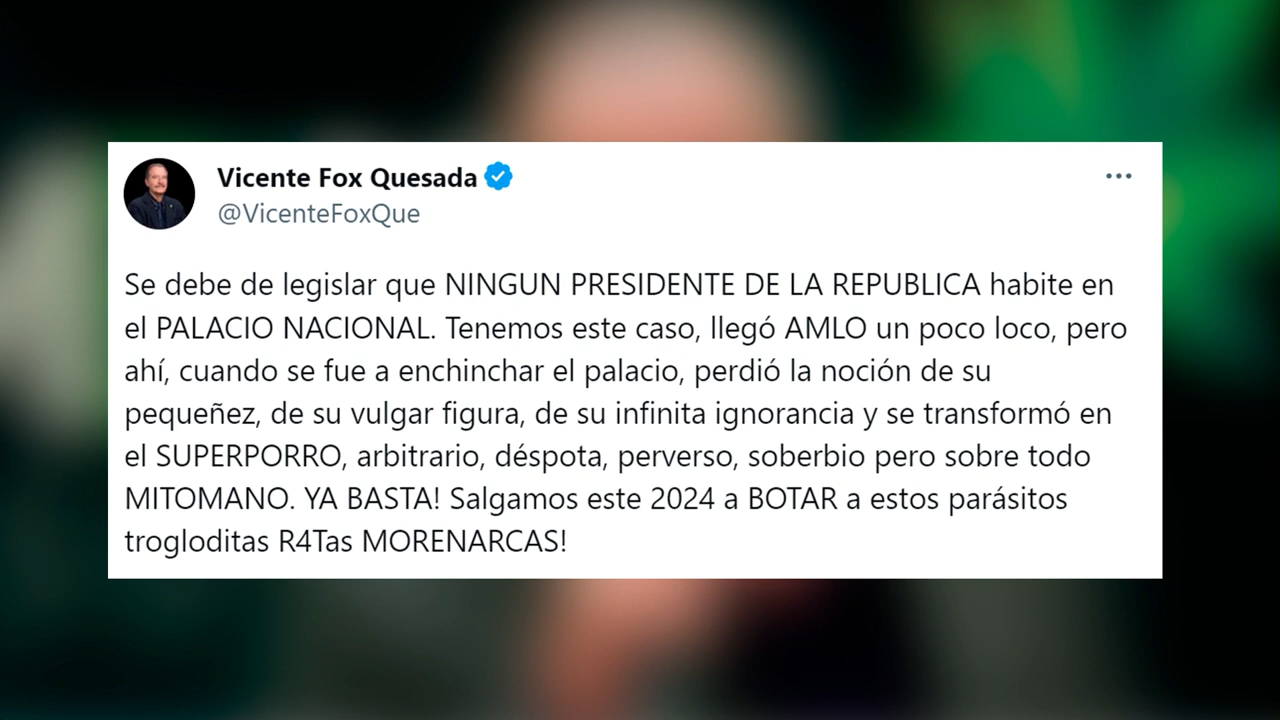 Vicente Fox Quesada
@VicenteFoxQue
Se debe de legislar que NINGUN PRESIDENTE DE LA REPUBLICA habite en
el PALACIO NACIONAL. Tenemos este caso, llegó AMLO un poco loco, pero
ahí, cuando se fue a enchinchar el palacio, perdió la noción de su
pequeñez, de su vulgar figura, de su infinita ignorancia y se transformó en
el SUPERPORRO, arbitrario, déspota, perverso, soberbio pero sobre todo
MITOMANO. YA BASTA! Salgamos este 2024 a BOTAR a estos parásitos
trogloditas R4Tas MORENARCAS!